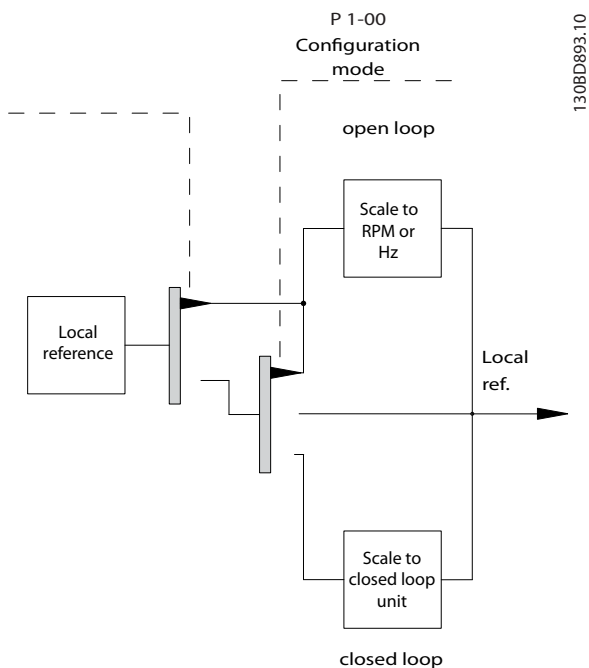 P 1-00
Configuration
mode
130BD893.10
open loop
Scale to
RPM or
Hz
Local
reference
Local
ref.
Scale to
closed loop
unit
closed loop